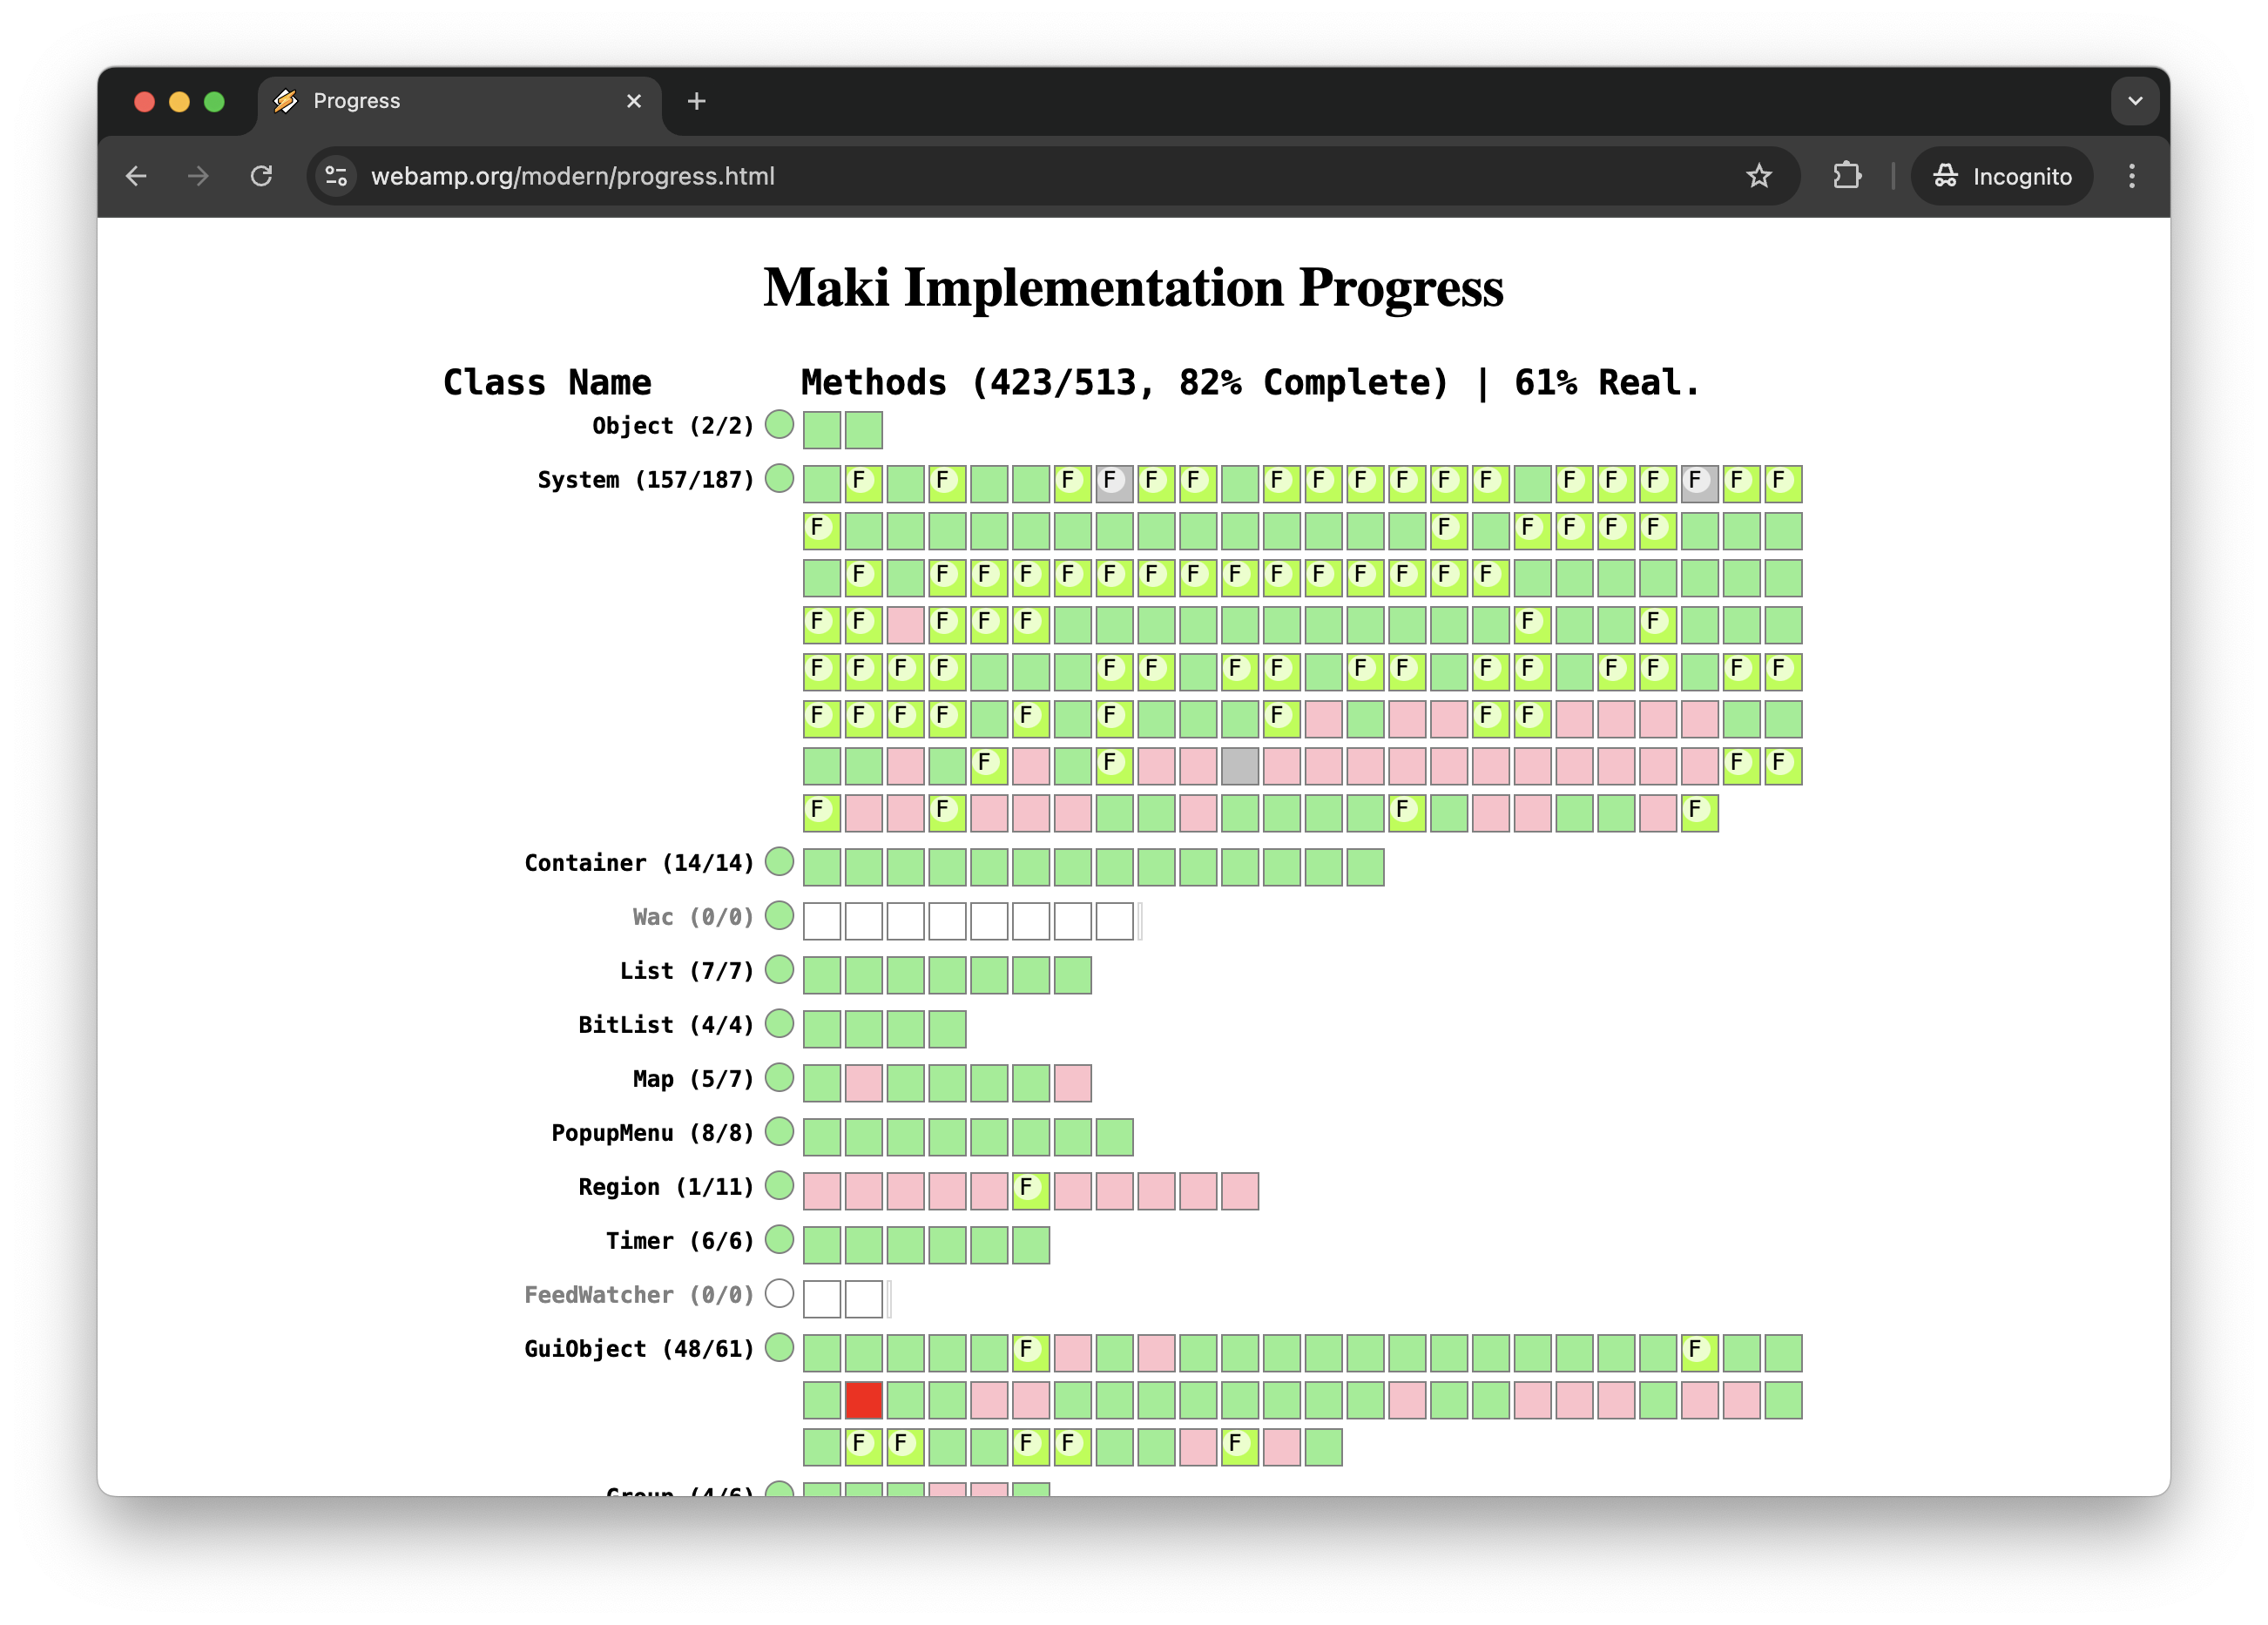 Progress
webamp.org/modern/progress.html
Incognito
Maki Implementation Progress
Class Name Methods (423/513, 82% Complete) | 61% Real.
Object (2/2)
System (157/187) F F F F F F F F F F F F F F F F F F
F F F F F F
F F F F F F F F F F F F F F F
F F F F F F F
F F F F F F F F F F F F F F F F
F F F F F F F F F
F F F F
F F F F
Container (14/14)
Wac (0/0)
List (7/7)
BitList (4/4)
Map (5/7)
PopupMenu (8/8)
Region (1/11) F
Timer (6/6)
FeedWatcher (0/0)
GuiObject (48/61) F F
F F F F F
Group (4/6)